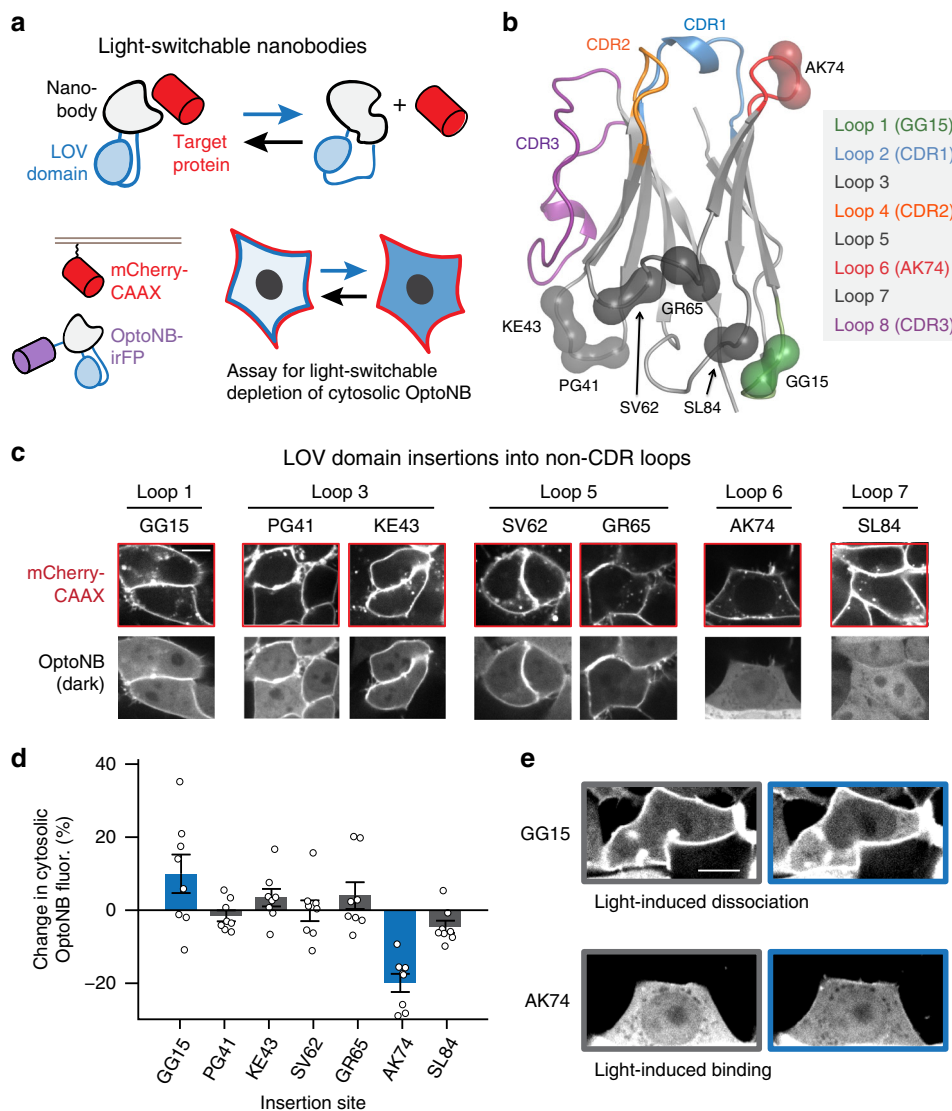 a
Light-switchable nanobodies
Nano-
body
LOV
domain
Target
protein
+
mCherry-
CAAX
OptoNB-
irFP
Assay for light-switchable
depletion of cytosolic OptoNB
b
CDR1
CDR2
AK74
CDR3
KE43
GR65
PG41
SV62
SL84
GG15
Loop 1 (GG15)
Loop 2 (CDR1)
Loop 3
Loop 4 (CDR2)
Loop 5
Loop 6 (AK74)
Loop 7
Loop 8 (CDR3)
c
LOV domain insertions into non-CDR loops
Loop 1 Loop 3 Loop 5 Loop 6 Loop 7
GG15 PG41 KE43 SV62 GR65 AK74 SL84
mCherry-
CAAX
OptoNB
(dark)
d
Change in cytosolic
OptoNB fluor. (%)
40
20
0
−20
GG15 PG41 KE43 SV62 GR65 AK74 SL84
Insertion site
e
GG15
Light-induced dissociation
AK74
Light-induced binding